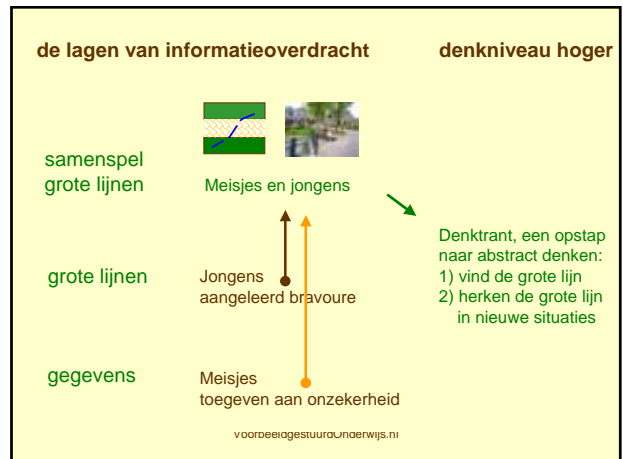 de lagen van informatieoverdracht
denkniveau hoger
samenspel
grote lijnen
Meisjes en jongens
Denktrant, een opstap
naar abstract denken:
1) vind de grote lijn
2) herken de grote lijn
in nieuwe situaties
grote lijnen
Jongens
aangeleerd bravoure
gegevens
Meisjes
toegeven aan onzekerheid
VoorbeeldgestuurdOnderwijs.nl